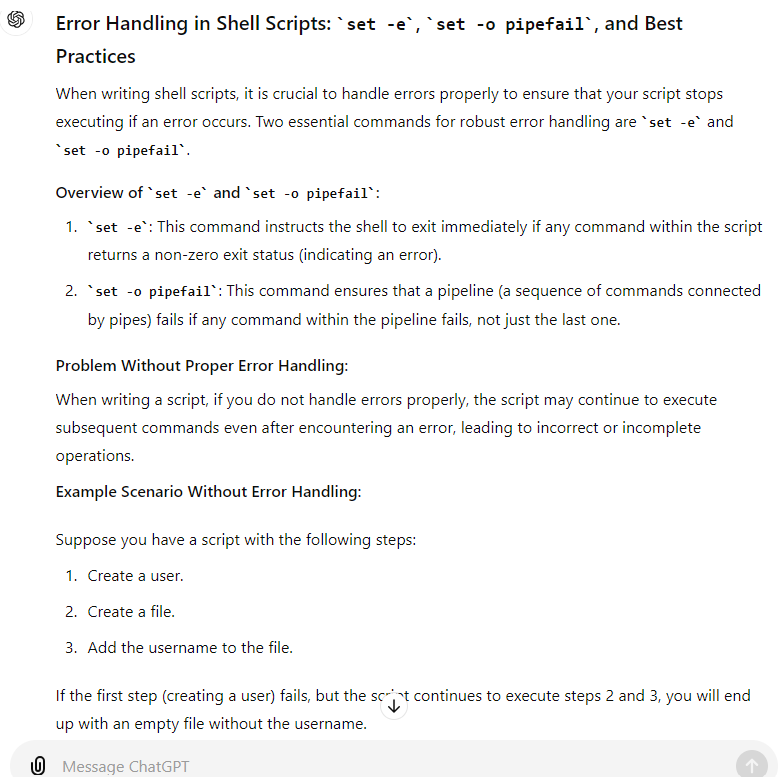 Error Handling in Shell Scripts: `set -e`, `set -o pipefail`, and Best
Practices
When writing shell scripts, it is crucial to handle errors properly to ensure that your script stops
executing if an error occurs. Two essential commands for robust error handling are `set -e` and
`set -o pipefail`.
Overview of `set -e` and `set -o pipefail`:
1. `set -e`: This command instructs the shell to exit immediately if any command within the script
returns a non-zero exit status (indicating an error).
2. `set -o pipefail`: This command ensures that a pipeline (a sequence of commands connected
by pipes) fails if any command within the pipeline fails, not just the last one.
Problem Without Proper Error Handling:
When writing a script, if you do not handle errors properly, the script may continue to execute
subsequent commands even after encountering an error, leading to incorrect or incomplete
operations.
Example Scenario Without Error Handling:
Suppose you have a script with the following steps:
1. Create a user.
2. Create a file.
3. Add the username to the file.
If the first step (creating a user) fails, but the script continues to execute steps 2 and 3, you will end
up with an empty file without the username.
Message ChatGPT